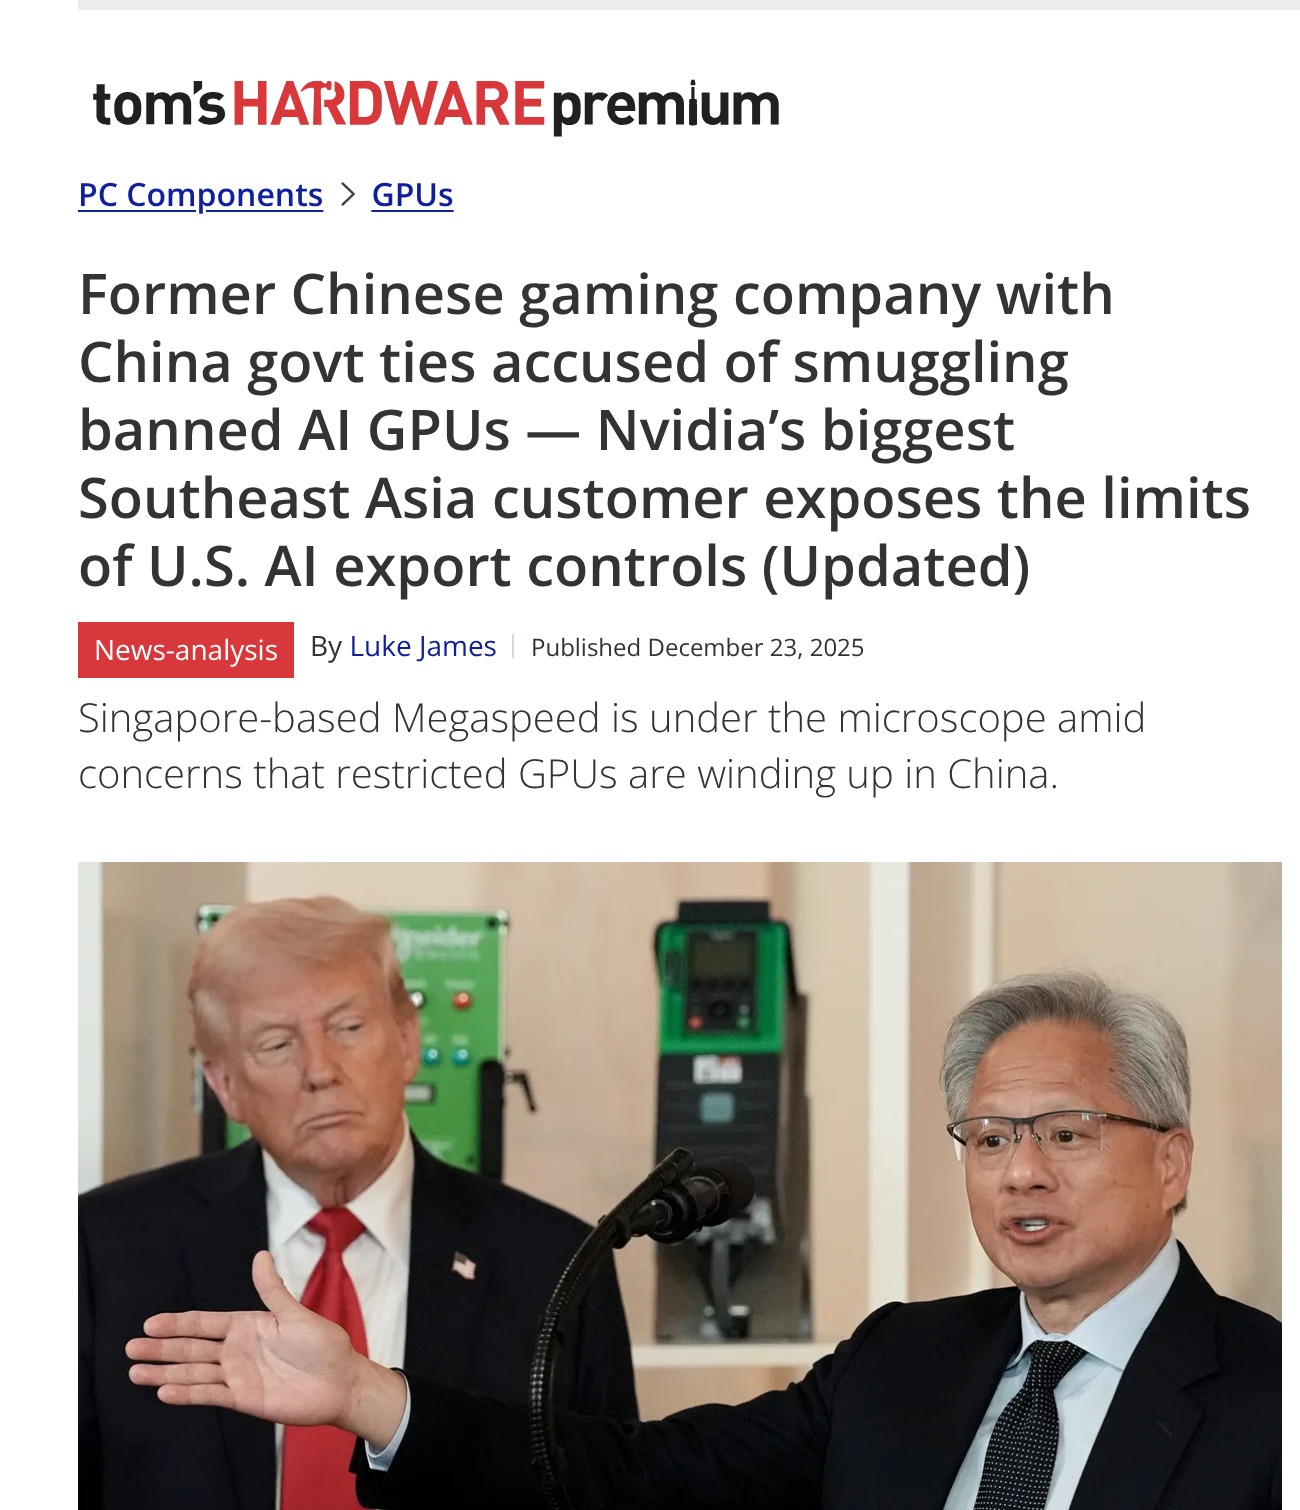 tom's HARDWARE premium
PC Components > GPUs
Former Chinese gaming company with
China govt ties accused of smuggling
banned AI GPUs — Nvidia’s biggest
Southeast Asia customer exposes the limits
of U.S. AI export controls (Updated)
News-analysis By Luke James | Published December 23, 2025
Singapore-based Megaspeed is under the microscope amid
concerns that restricted GPUs are winding up in China.